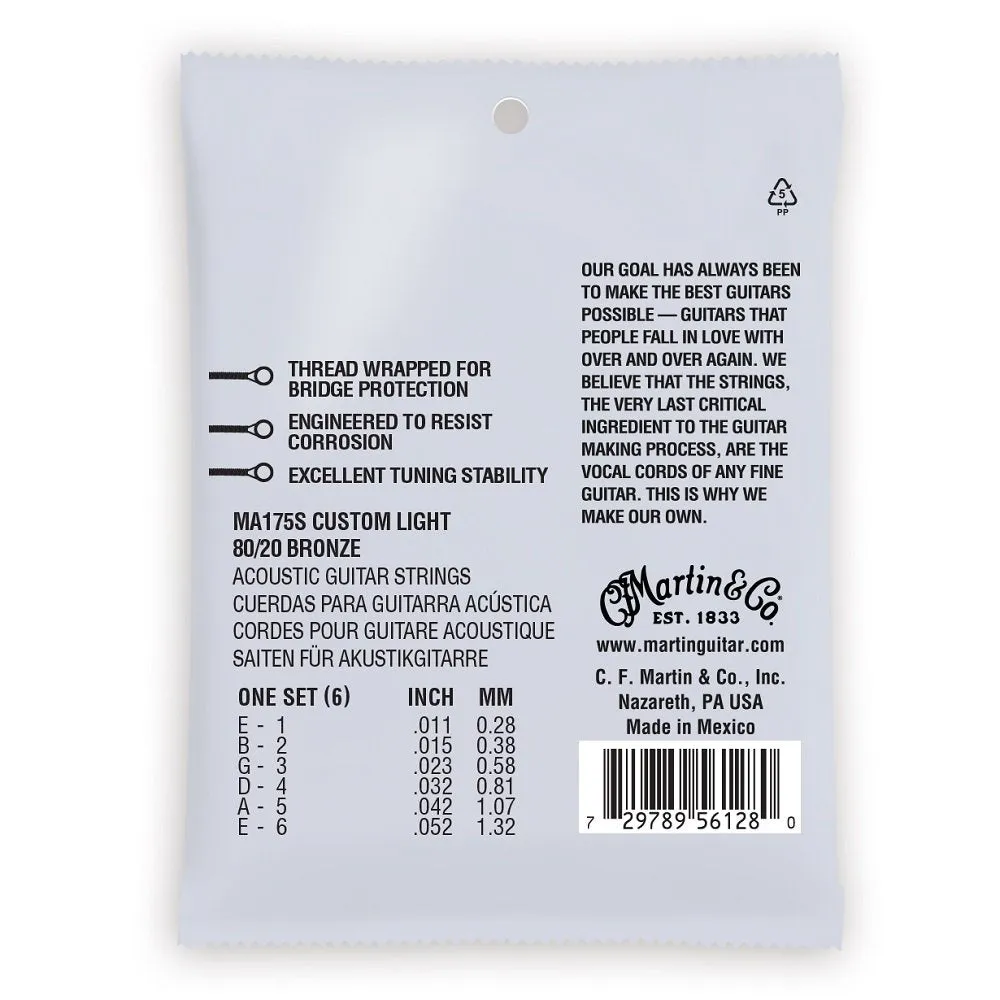 5
PP
OUR GOAL HAS ALWAYS BEEN
TO MAKE THE BEST GUITARS
POSSIBLE — GUITARS THAT
PEOPLE FALL IN LOVE WITH
OVER AND OVER AGAIN. WE
BELIEVE THAT THE STRINGS,
THE VERY LAST CRITICAL
INGREDIENT TO THE GUITAR
MAKING PROCESS, ARE THE
VOCAL CORDS OF ANY FINE
GUITAR. THIS IS WHY WE
MAKE OUR OWN.
THREAD WRAPPED FOR
BRIDGE PROTECTION
ENGINEERED TO RESIST
CORROSION
EXCELLENT TUNING STABILITY
MA175S CUSTOM LIGHT
80/20 BRONZE
ACOUSTIC GUITAR STRINGS
CUERDAS PARA GUITARRA ACÚSTICA
CORDES POUR GUITARE ACOUSTIQUE
SAITEN FÜR AKUSTIKGITARRE
ONE SET (6) INCH MM
E - 1 .011 0.28
B - 2 .015 0.38
G - 3 .023 0.58
D - 4 .032 0.81
A - 5 .042 1.07
E - 6 .052 1.32
CF Martin & Co.
EST. 1833
www.martinguitar.com
C. F. Martin & Co., Inc.
Nazareth, PA USA
Made in Mexico
7 29789 56128 0